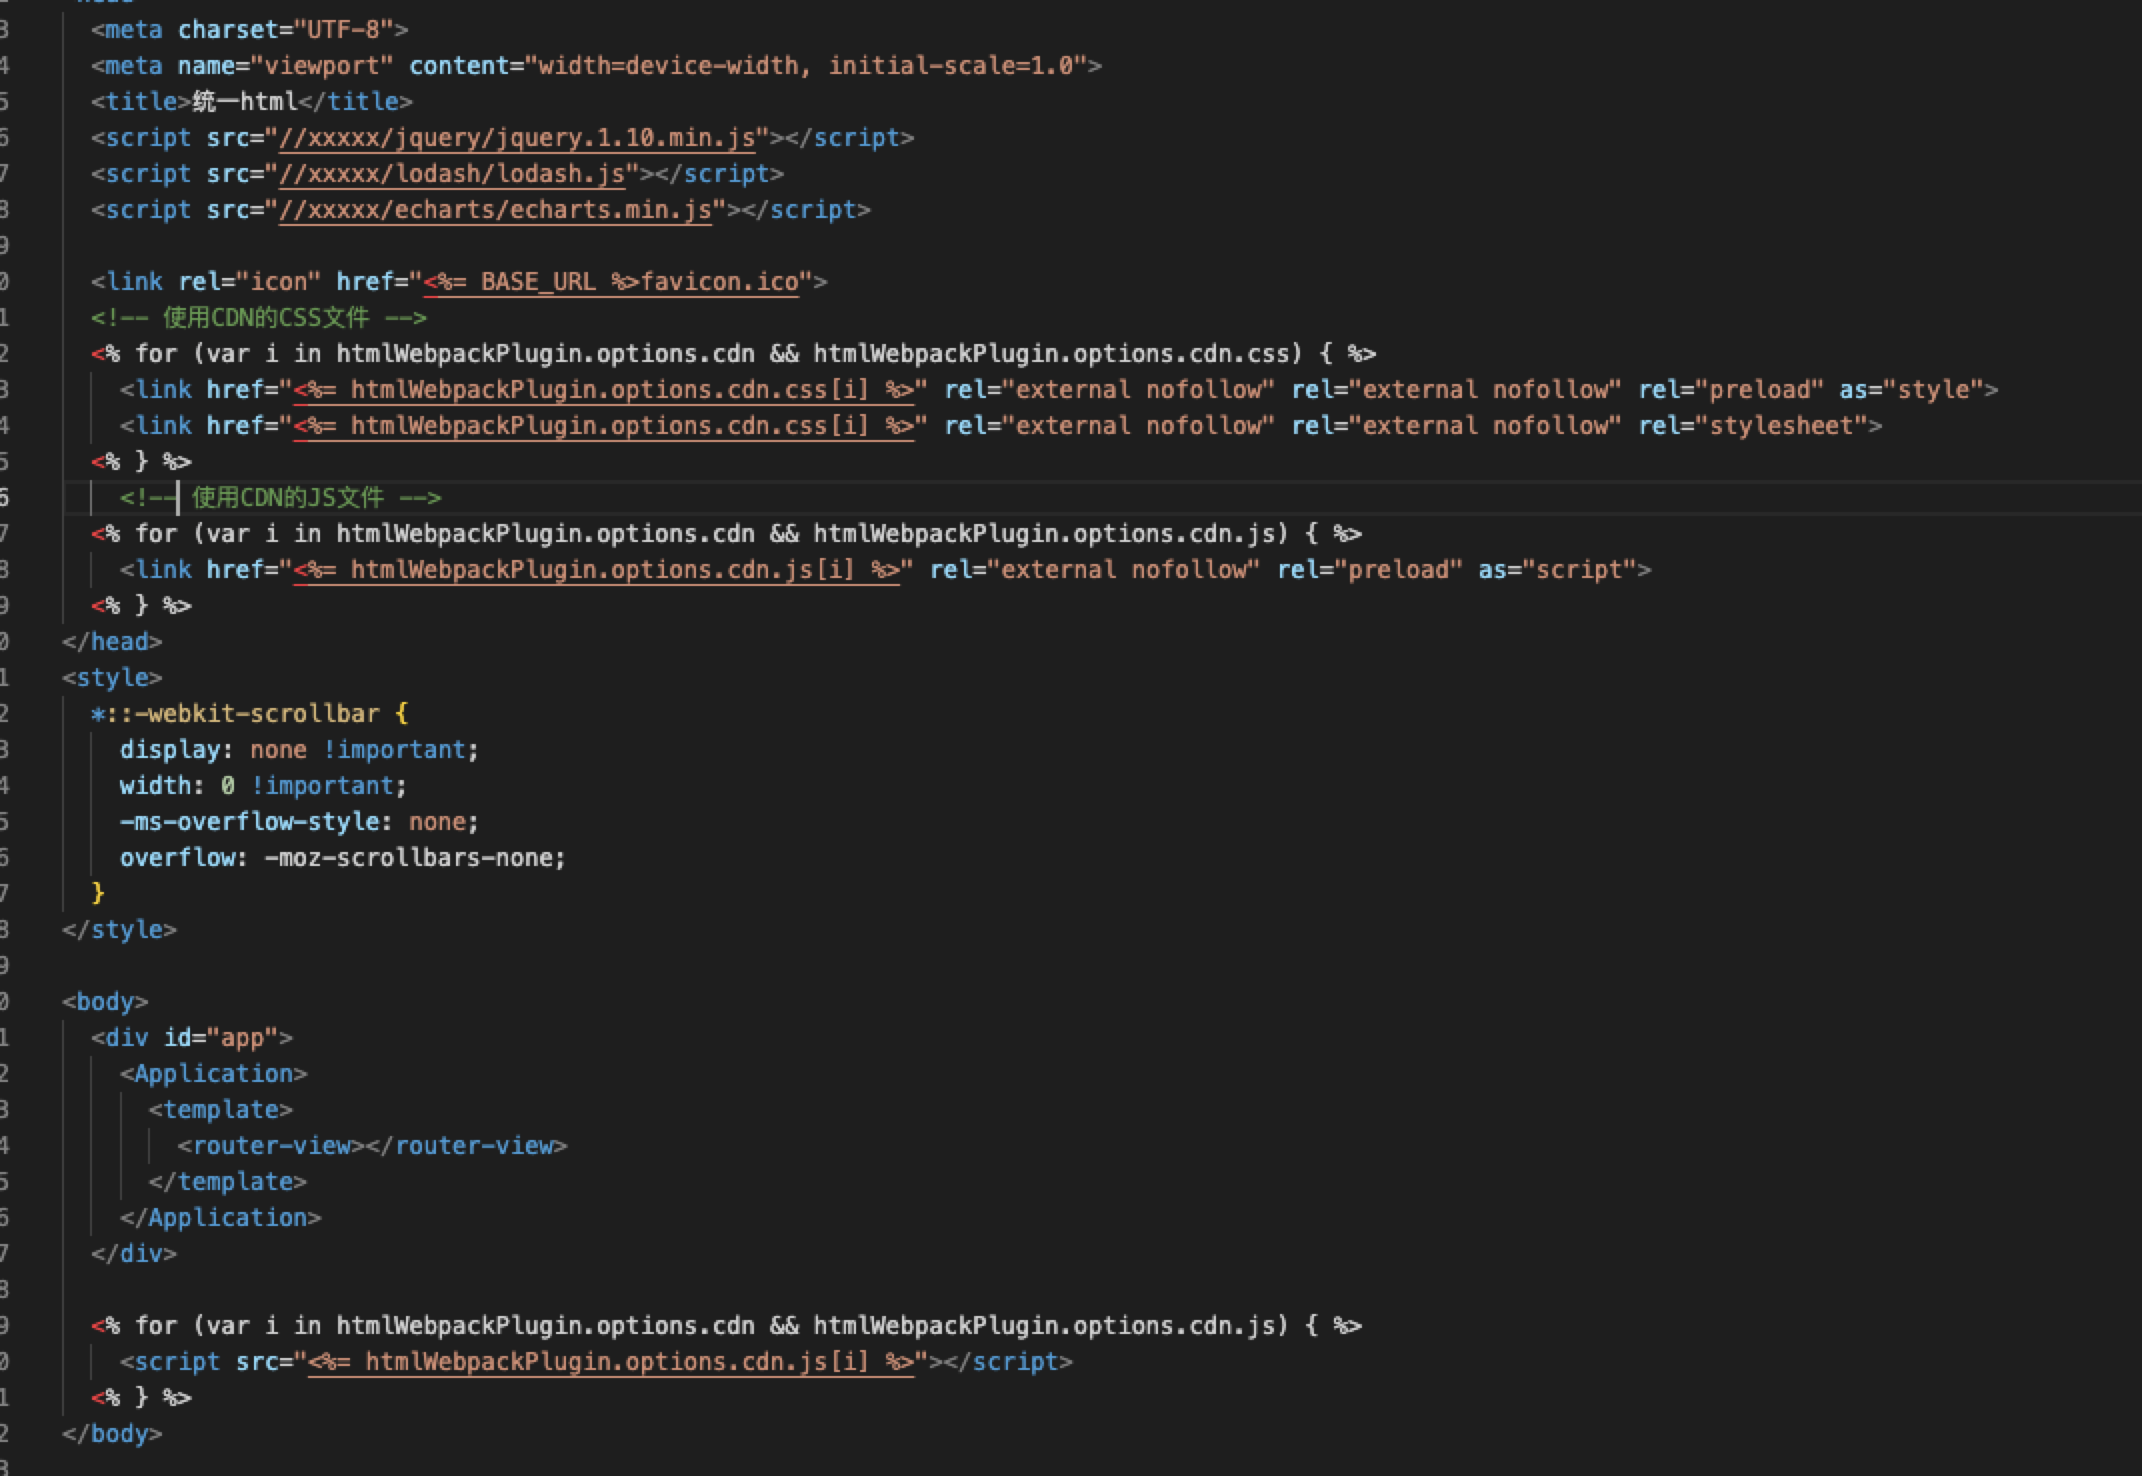 3 <meta charset="UTF-8">
4 <meta name="viewport" content="width=device-width, initial-scale=1.0">
5 <title>统一html</title>
6 <script src="//xxxxx/jquery/jquery.1.10.min.js"></script>
7 <script src="//xxxxx/lodash/lodash.js"></script>
8 <script src="//xxxxx/echarts/echarts.min.js"></script>
9
0 <link rel="icon" href="<%= BASE_URL %>favicon.ico">
1 <!-- 使用CDN的CSS文件 -->
2 <% for (var i in htmlWebpackPlugin.options.cdn && htmlWebpackPlugin.options.cdn.css) { %>
3 <link href="<%= htmlWebpackPlugin.options.cdn.css[i] %>" rel="external nofollow" rel="external nofollow" rel="preload" as="style">
4 <link href="<%= htmlWebpackPlugin.options.cdn.css[i] %>" rel="external nofollow" rel="external nofollow" rel="stylesheet">
5 <% } %>
6 <!-- 使用CDN的JS文件 -->
7 <% for (var i in htmlWebpackPlugin.options.cdn && htmlWebpackPlugin.options.cdn.js) { %>
8 <link href="<%= htmlWebpackPlugin.options.cdn.js[i] %>" rel="external nofollow" rel="preload" as="script">
9 <% } %>
0 </head>
1 <style>
2 *::-webkit-scrollbar {
3 display: none !important;
4 width: 0 !important;
5 -ms-overflow-style: none;
6 overflow: -moz-scrollbars-none;
7 }
8 </style>
9
0 <body>
1 <div id="app">
2 <Application>
3 <template>
4 <router-view></router-view>
5 </template>
6 </Application>
7 </div>
8
9 <% for (var i in htmlWebpackPlugin.options.cdn && htmlWebpackPlugin.options.cdn.js) { %>
0 <script src="<%= htmlWebpackPlugin.options.cdn.js[i] %>"></script>
1 <% } %>
2 </body>
3